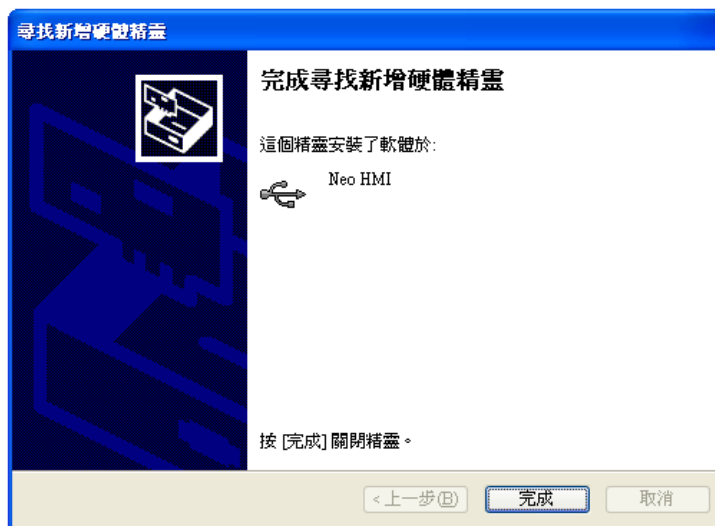 尋找新增硬體精靈
完成尋找新增硬體精靈
這個精靈安裝了軟體於:
Neo HMI
按 [完成] 關閉精靈。
<上一步(B)
完成
取消